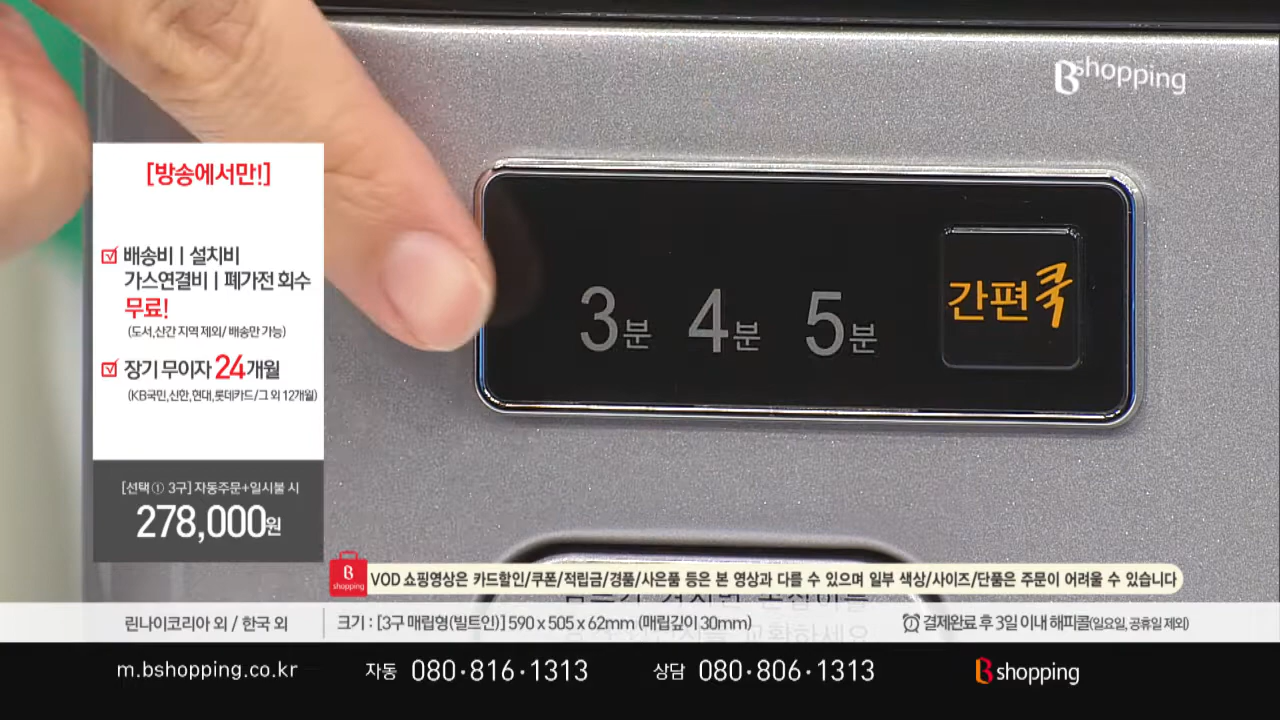 B shopping
[방송에서만!]
배송비 | 설치비
가스연결비 | 폐가전 회수
무료!
(도서,산간 지역 제외/ 배송만 가능)
장기 무이자 24개월
(KB국민,신한,현대,롯데카드/그 외 12개월)
[선택 ① 3구] 자동주문+일시불 시
278,000원
3분 4분 5분
간편쿡
B shopping
VOD 쇼핑영상은 카드할인/쿠폰/적립금/경품/사은품 등은 본 영상과 다를 수 있으며 일부 색상/사이즈/단품은 주문이 어려울 수 있습니다
린나이코리아 외 / 한국 외
크기 : [3구 매립형(빌트인)] 590 x 505 x 62mm (매립깊이 30mm)
결제완료 후 3일 이내 해피콜(일요일, 공휴일 제외)
m.bshopping.co.kr 자동 080·816·1313 상담 080·806·1313 B shopping